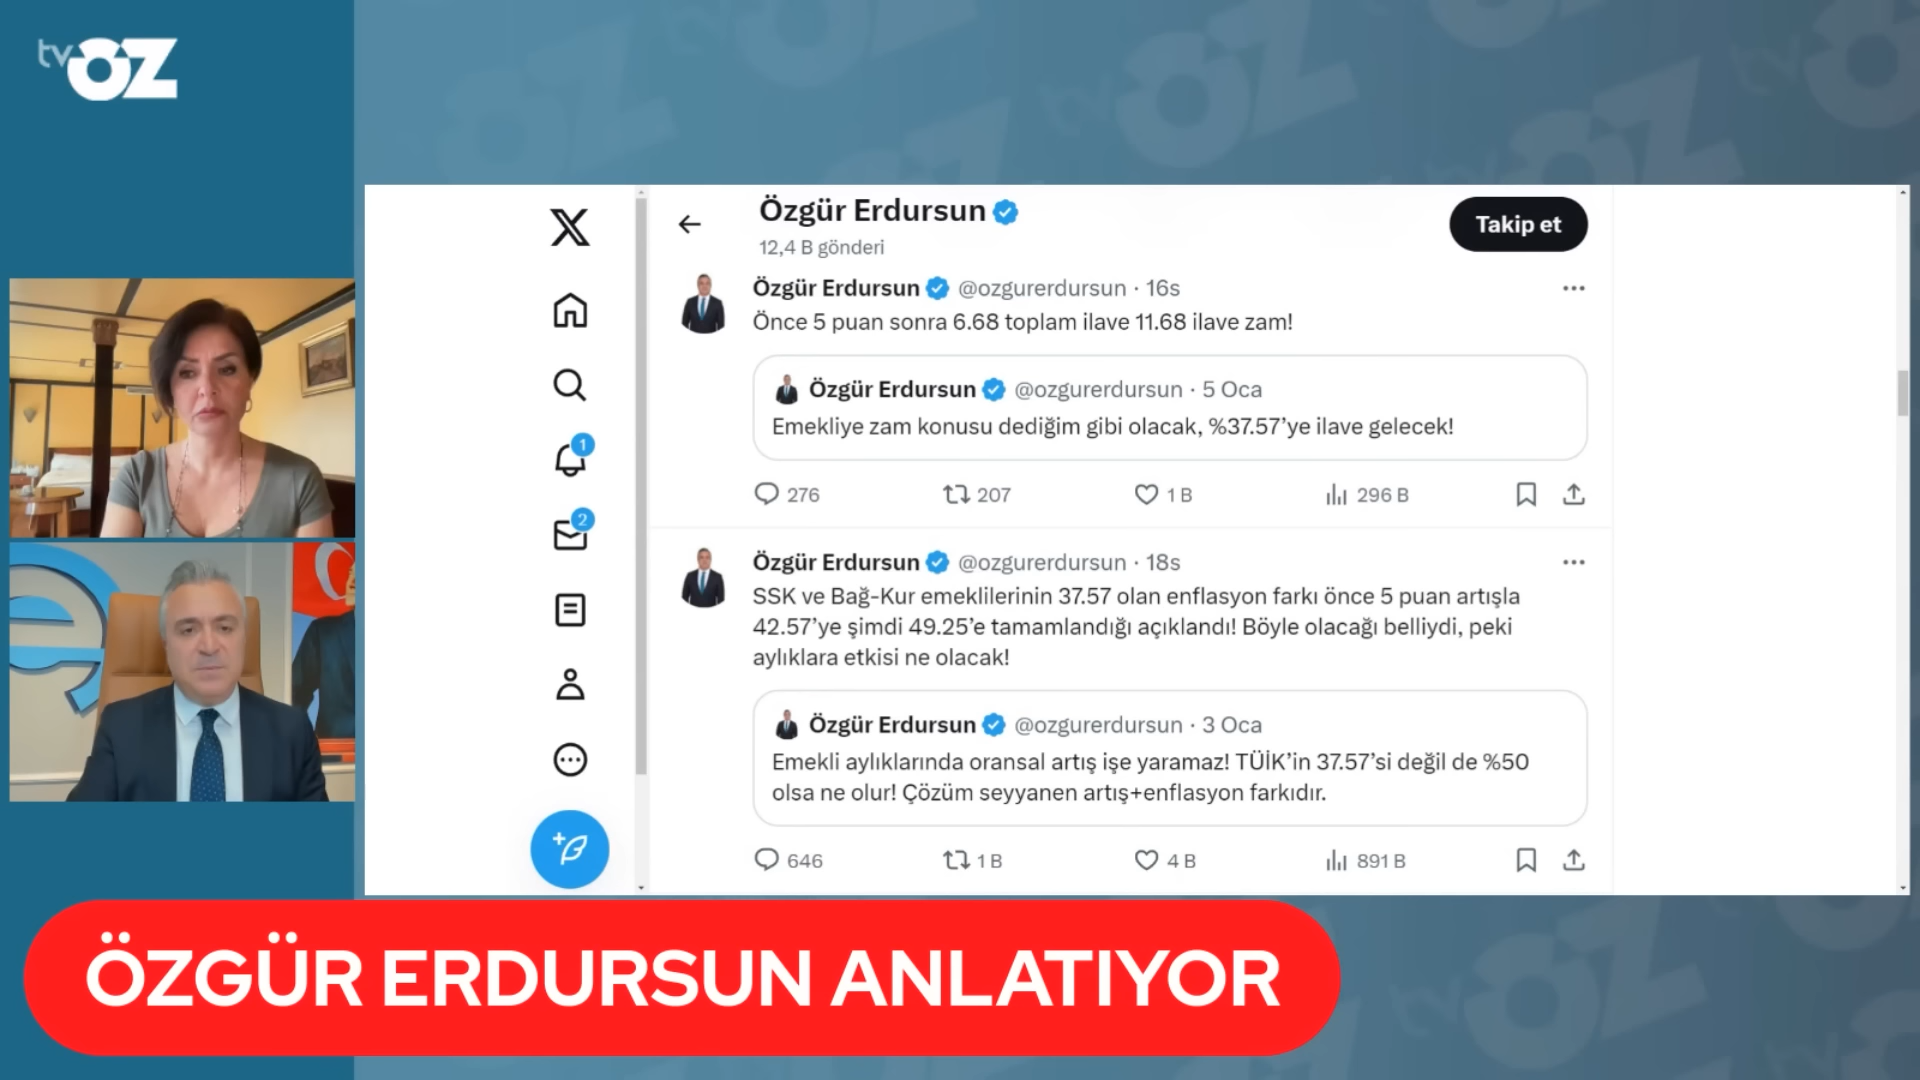 tv ÖZ
Özgür Erdursun
12,4 B gönderi
Takip et
Özgür Erdursun @ozgurerdursun · 16s
Önce 5 puan sonra 6.68 toplam ilave 11.68 ilave zam!
Özgür Erdursun @ozgurerdursun · 5 Oca
Emekliye zam konusu dediğim gibi olacak, %37.57’ye ilave gelecek!
276 207 1 B 296 B
1
2
Özgür Erdursun @ozgurerdursun · 18s
SSK ve Bağ-Kur emeklilerinin 37.57 olan enflasyon farkı önce 5 puan artışla
42.57’ye şimdi 49.25’e tamamlandığı açıklandı! Böyle olacağı belliydi, peki
aylıklara etkisi ne olacak!
Özgür Erdursun @ozgurerdursun · 3 Oca
Emekli aylıklarında oransal artış işe yaramaz! TÜİK’in 37.57’si değil de %50
olsa ne olur! Çözüm seyyanen artış+enflasyon farkıdır.
646 1 B 4 B 891 B
ÖZGÜR ERDURSUN ANLATIYOR